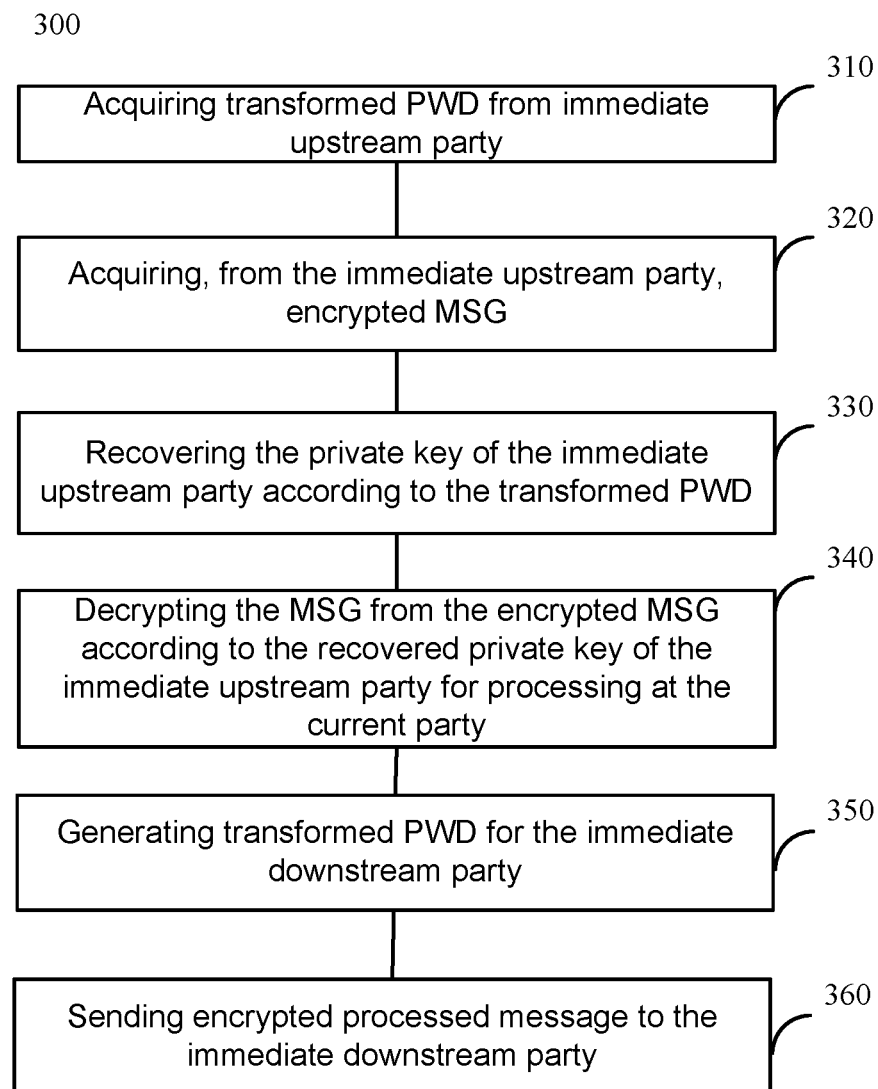 300
310
Acquiring transformed PWD from immediate
upstream party
320
Acquiring, from the immediate upstream party,
encrypted MSG
330
Recovering the private key of the immediate
upstream party according to the transformed PWD
340
Decrypting the MSG from the encrypted MSG
according to the recovered private key of the
immediate upstream party for processing at the
current party
350
Generating transformed PWD for the immediate
downstream party
360
Sending encrypted processed message to the
immediate downstream party